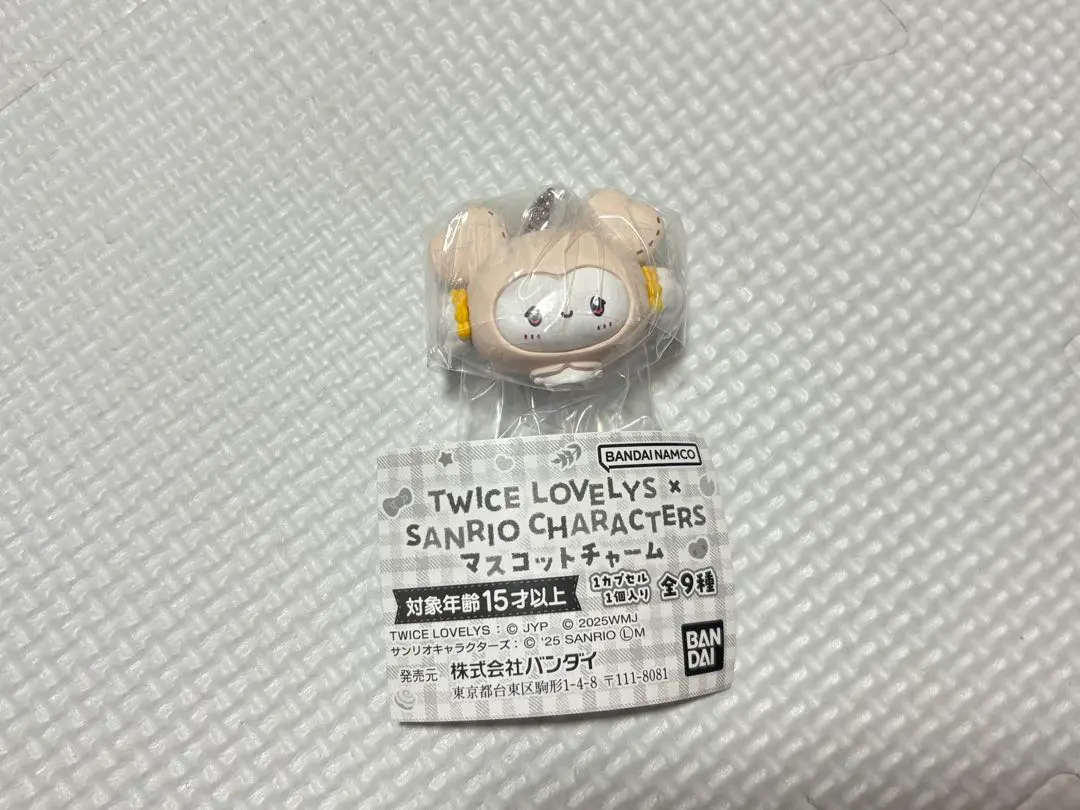 BANDAI NAMCO
TWICE LOVELYS ×
SANRIO CHARACTERS
マスコットチャーム
対象年齢15才以上
1カプセル
1個入り
全9種
TWICE LOVELYS：© JYP © 2025WMJ
サンリオキャラクターズ：© '25 SANRIO ⓁM
発売元 株式会社バンダイ
東京都台東区駒形1-4-8 〒111-8081
BAN
DAI